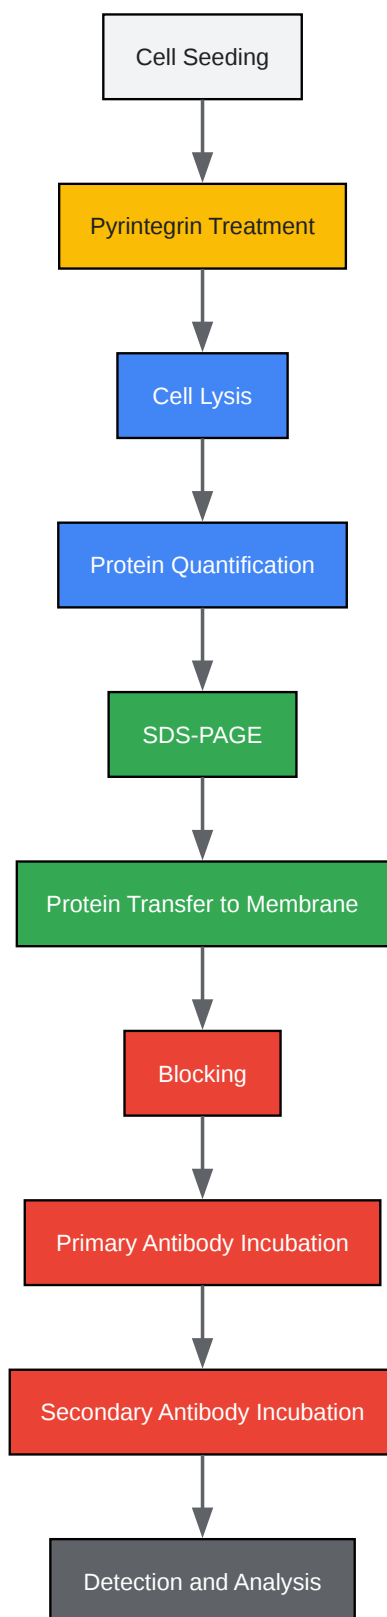 Cell Seeding
Pyrintegrin Treatment
Cell Lysis
Protein Quantification
SDS-PAGE
Protein Transfer to Membrane
Blocking
Primary Antibody Incubation
Secondary Antibody Incubation
Detection and Analysis